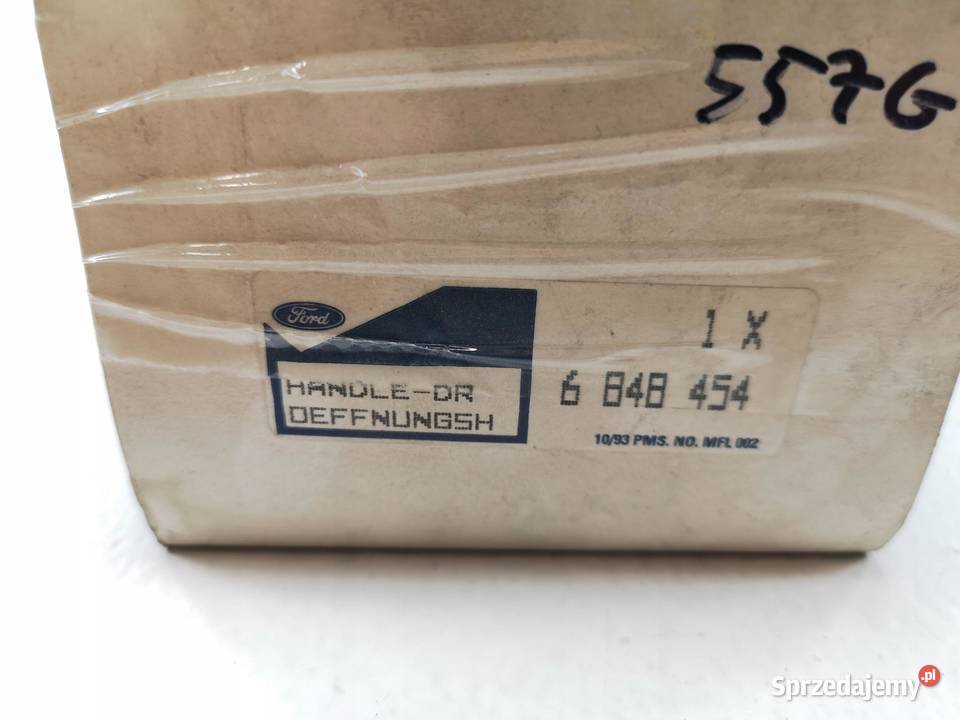 557G
Ford
1 X
HANDLE-DR
6 848 454
OEFFNUNGSH
10/93 PMS. NO. MFL 002
Sprzedajemy.pl